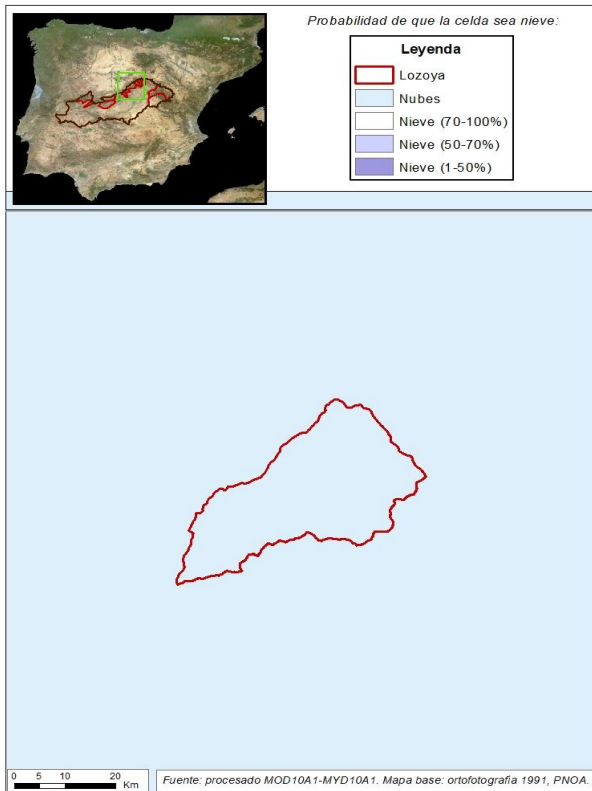 Probabilidad de que la celda sea nieve:
Leyenda
Lozoya
Nubes
Nieve (70-100%)
Nieve (50-70%)
Nieve (1-50%)
0 5 10 20
Km
Fuente: procesado MOD10A1-MYD10A1. Mapa base: ortofotografía 1991, PNOA.